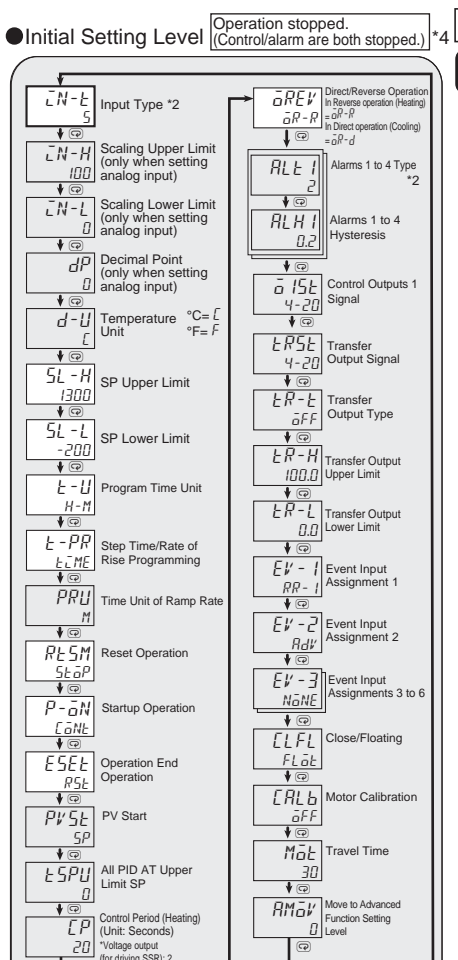 ●Initial Setting Level
Operation stopped.
(Control/alarm are both stopped.)
*4
IN-T
5
Input Type *2
IN-H
100
Scaling Upper Limit
(only when setting
analog input)
IN-L
0
Scaling Lower Limit
(only when setting
analog input)
dP
0
Decimal Point
(only when setting
analog input)
d-U
C
Temperature
Unit
°C= C
°F= F
SL-H
1300
SP Upper Limit
SL-L
-200
SP Lower Limit
t-U
H-M
Program Time Unit
t-PR
tIME
Step Time/Rate of
Rise Programming
PRU
M
Time Unit of Ramp Rate
RtSM
StoP
Reset Operation
P-oN
CoNt
Startup Operation
ESEt
RSt
Operation End
Operation
PVSt
SP
PV Start
tSPU
0
All PID AT Upper
Limit SP
CP
20
Control Period (Heating)
(Unit: Seconds)
*Voltage output
(for driving SSR): 2
oREV
oR-R
Direct/Reverse Operation
In Reverse operation (Heating)
=oR-R
In Direct operation (Cooling)
=oR-d
ALt1
2
Alarms 1 to 4 Type
*2
ALH1
0.2
Alarms 1 to 4
Hysteresis
o1St
4-20
Control Outputs 1
Signal
tRSt
4-20
Transfer
Output Signal
tR-t
oFF
Transfer
Output Type
tR-H
100.0
Transfer Output
Upper Limit
tR-L
0.0
Transfer Output
Lower Limit
EV-1
RR-1
Event Input
Assignment 1
EV-2
AdV
Event Input
Assignment 2
EV-3
NoNE
Event Input
Assignments 3 to 6
CLFL
FLot
Close/Floating
CALb
oFF
Motor Calibration
Mot
30
Travel Time
AMoV
0
Move to Advanced
Function Setting
Level